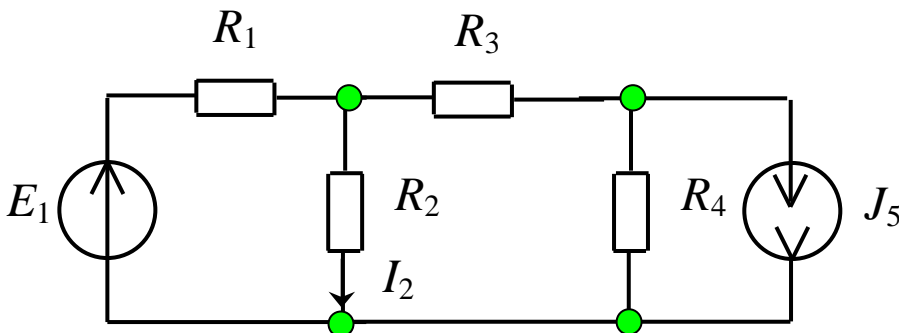 R₁ R₃
E₁ R₂ R₄ J₅
I₂